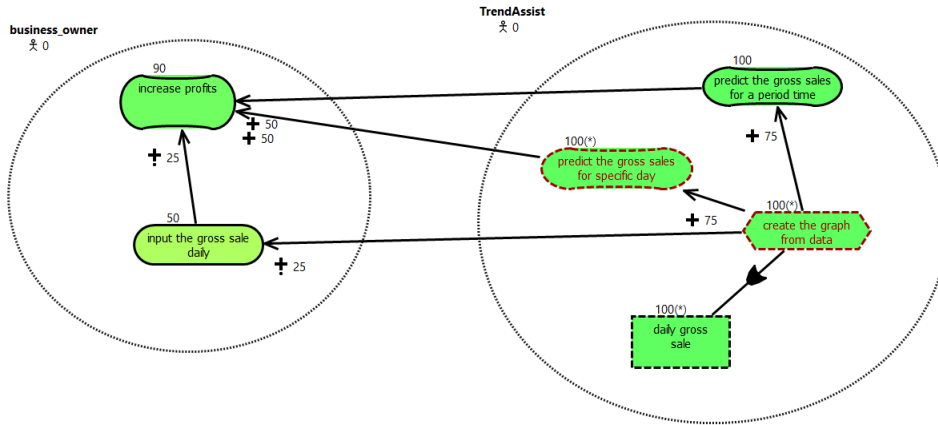 business_owner
0
TrendAssist
0
90
increase profits
100
predict the gross sales
for a period time
50
50
25
75
100(*)
predict the gross sales
for specific day
75
100(*)
create the graph
from data
50
input the gross sale
daily
25
100(*)
daily gross
sale